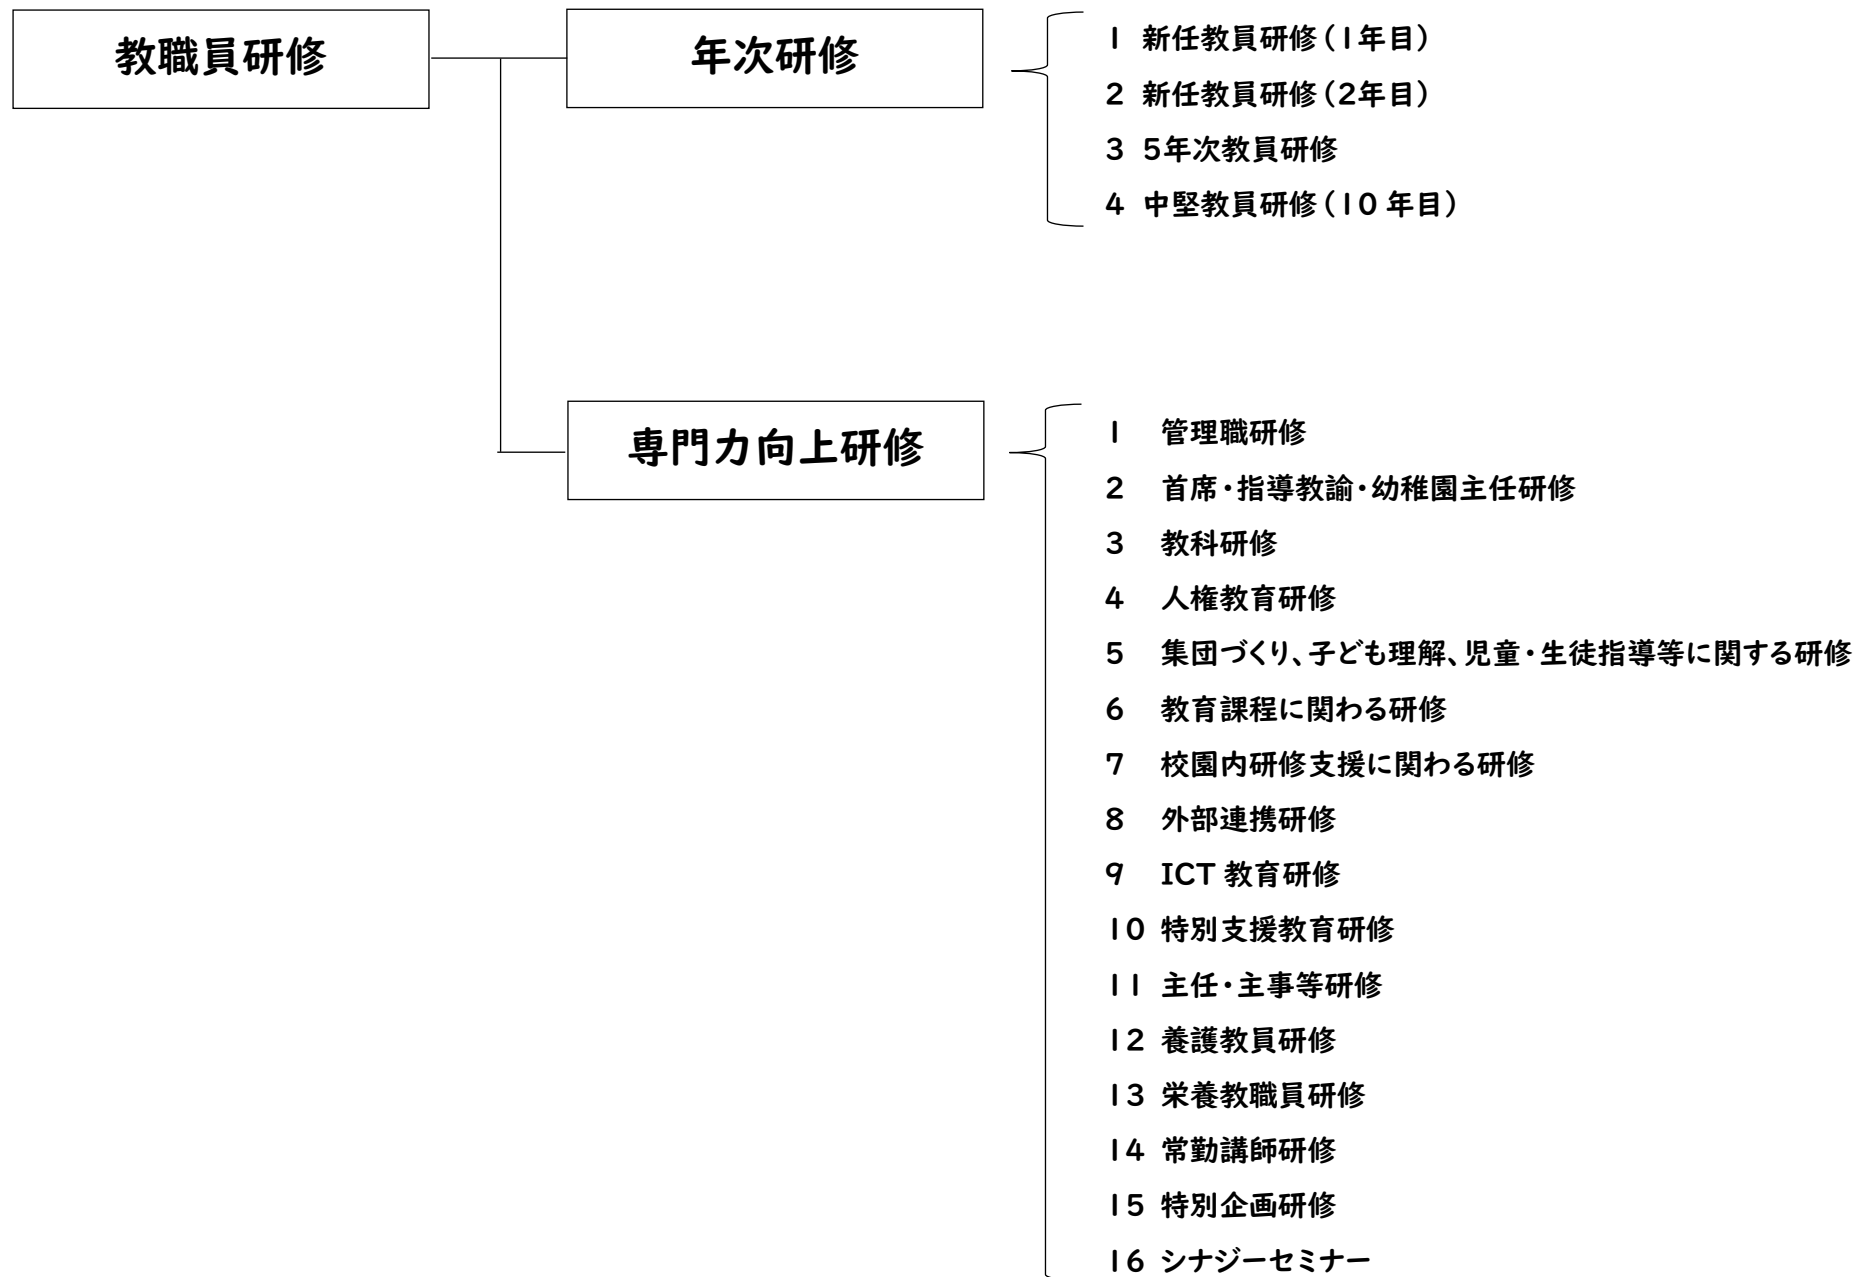 教職員研修
年次研修
1 新任教員研修（1年目）
2 新任教員研修（2年目）
3 5年次教員研修
4 中堅教員研修（10年目）
専門力向上研修
1 管理職研修
2 首席・指導教諭・幼稚園主任研修
3 教科研修
4 人権教育研修
5 集団づくり、子ども理解、児童・生徒指導等に関する研修
6 教育課程に関わる研修
7 校園内研修支援に関わる研修
8 外部連携研修
9 ICT 教育研修
10 特別支援教育研修
11 主任・主事等研修
12 養護教員研修
13 栄養教職員研修
14 常勤講師研修
15 特別企画研修
16 シナジーセミナー